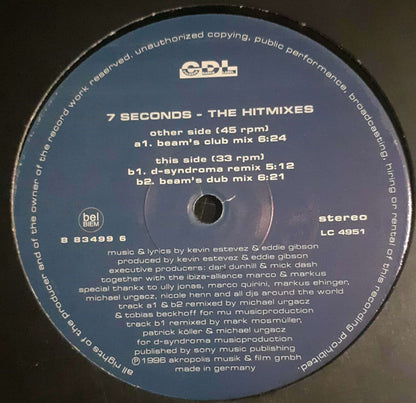 all rights of the producer and of the owner of the record work reserved. unauthorized copying, public performance, broadcasting, hiring or rental of this recording prohibited.
CDL
7 SECONDS - THE HITMIXES
other side (45 rpm)
a1. beam's club mix 6:24
this side (33 rpm)
b1. d-syndroma remix 5:12
b2. beam's dub mix 6:21
bel
BIEM
stereo
8 83499 6
LC 4951
music & lyrics by kevin estevez & eddie gibson
produced by kevin estevez & eddie gibson
executive producers: darl dunhill & mick dash
together with the ibiza-alliance marco & markus
special thankx to ully jonas, marco quirini, markus ehinger,
michael urgacz, nicole henn and all djs around the world
track a1 & b2 remixed by michael urgacz
& tobias beckhoff for mu musicproduction
track b1 remixed by mark mosmüller,
patrick köller & michael urgacz
for d-syndroma musicproduction
published by sony music publishing
℗ 1996 akropolis musik & film gmbh
made in germany